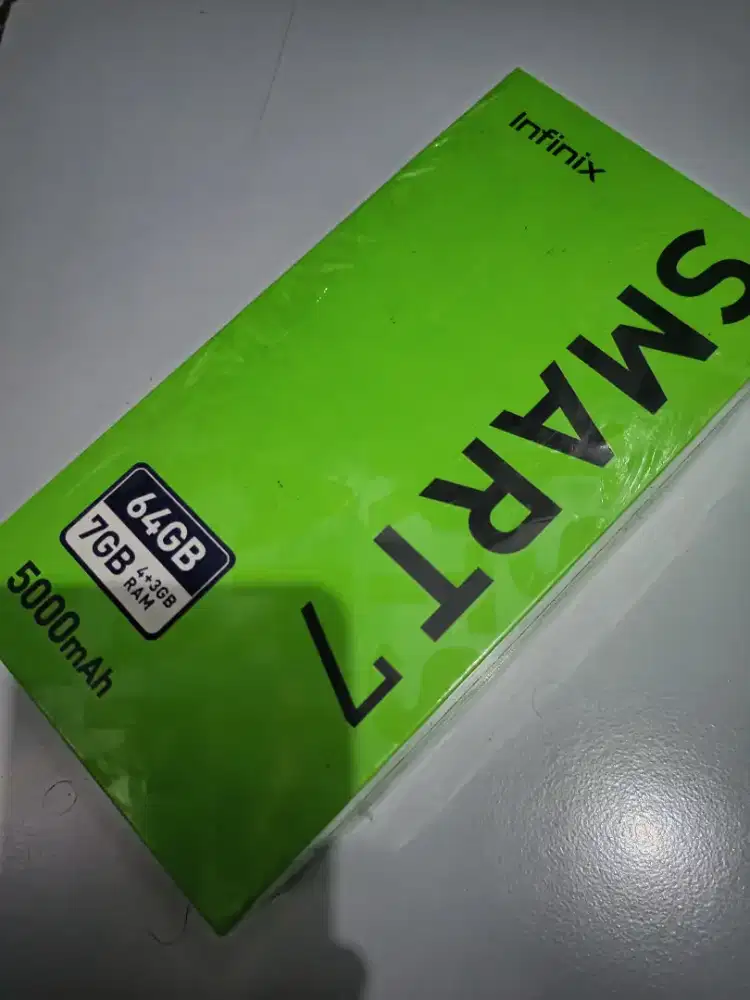 Infinix
SMART 7
64GB
7GB 4+3GB
RAM
5000mAh